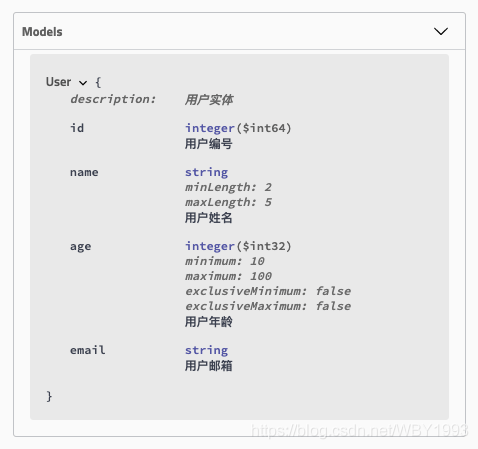 Models
User {
description: 用户实体
id integer($int64)
用户编号
name string
minLength: 2
maxLength: 5
用户姓名
age integer($int32)
minimum: 10
maximum: 100
exclusiveMinimum: false
exclusiveMaximum: false
用户年龄
email string
用户邮箱
}
https://blog.csdn.net/WBY1993